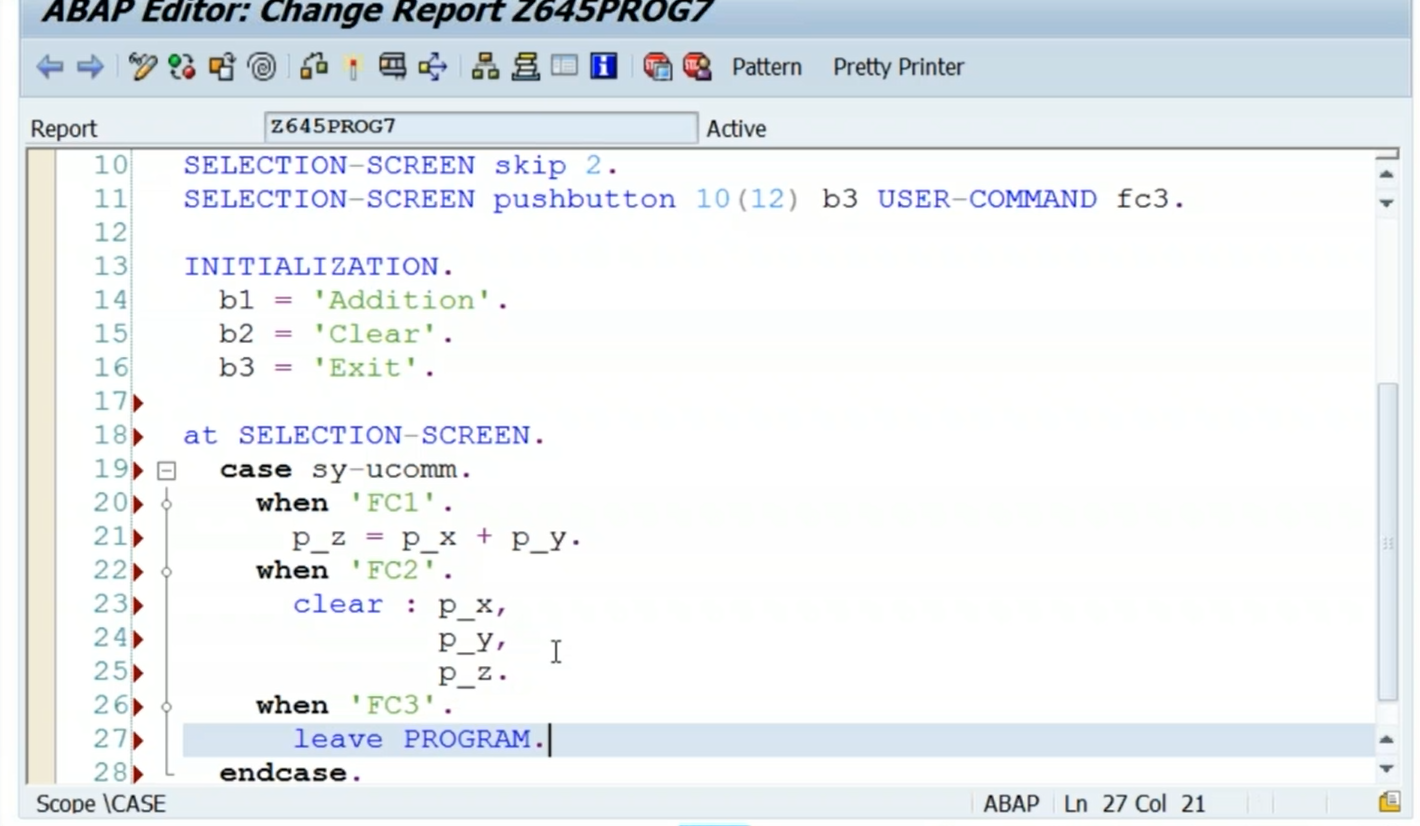 ABAP Editor: Change Report Z645PROG7
Pattern Pretty Printer
Report Z645PROG7 Active
10 SELECTION-SCREEN skip 2.
11 SELECTION-SCREEN pushbutton 10(12) b3 USER-COMMAND fc3.
12
13 INITIALIZATION.
14 b1 = 'Addition'.
15 b2 = 'Clear'.
16 b3 = 'Exit'.
17
18 at SELECTION-SCREEN.
19 case sy-ucomm.
20 when 'FC1'.
21 p_z = p_x + p_y.
22 when 'FC2'.
23 clear : p_x,
24 p_y,
25 p_z.
26 when 'FC3'.
27 leave PROGRAM.
28 endcase.
Scope \CASE ABAP Ln 27 Col 21